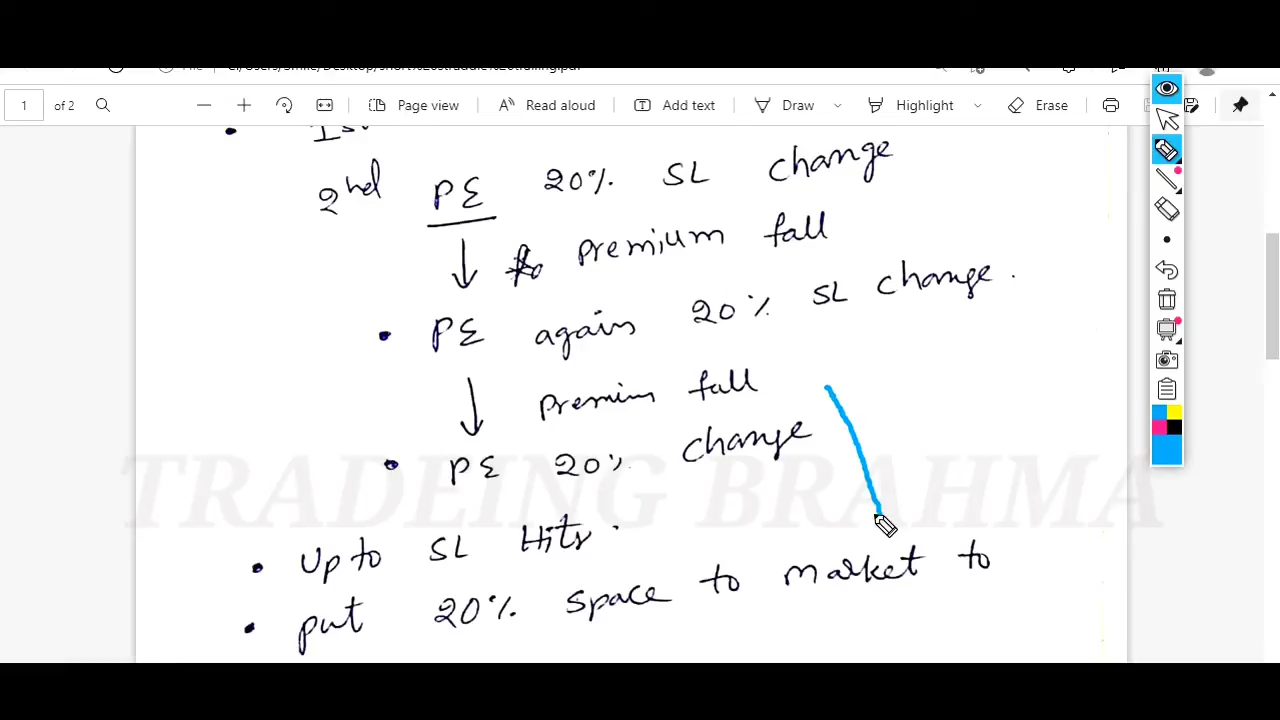 1 of 2 Page view Read aloud Add text Draw Highlight Erase
2nd PE 20% SL change
premium fall
• PE again 20% SL change.
premium fall
• PE 20% change
TRADEING BRAHMA
• Up to SL Hits.
• put 20% space to market to